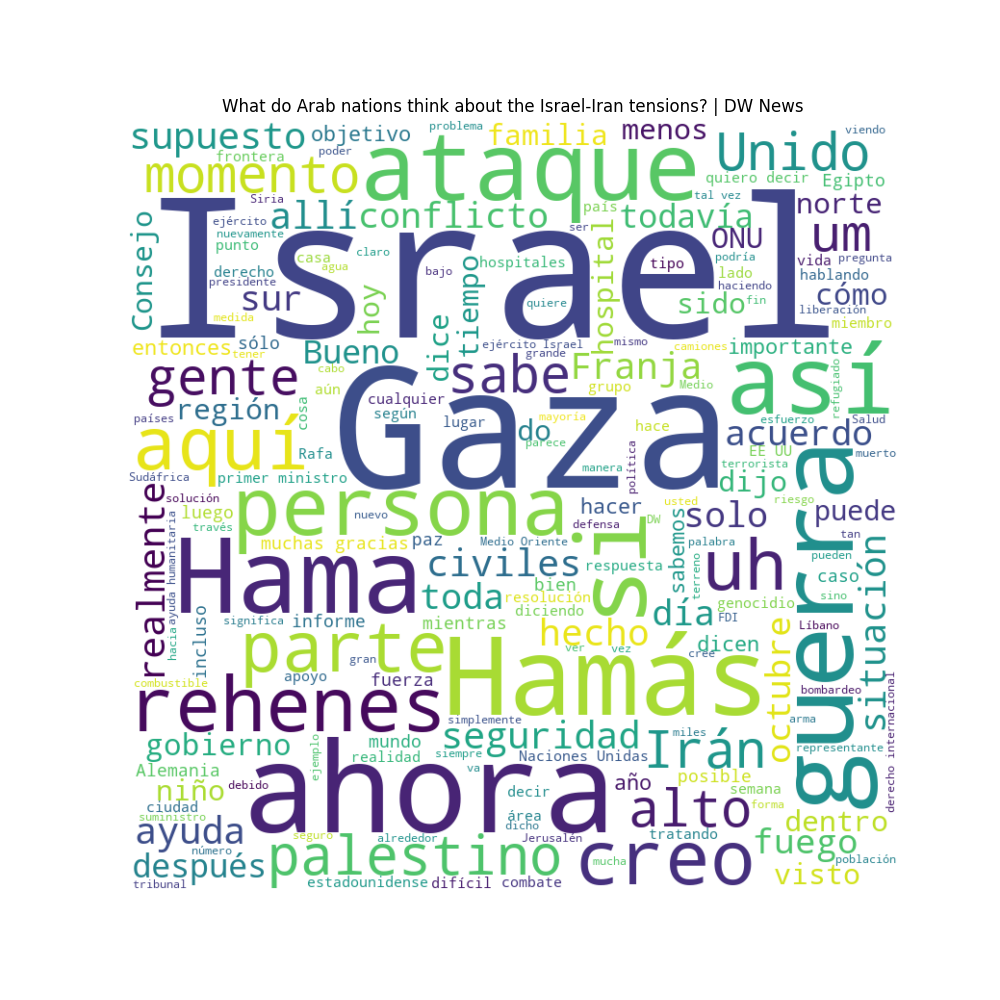 What do Arab nations think about the Israel-Iran tensions? | DW News
supuesto objetivo problema familia menos viendo
frontera poder ataque Unido
momento quiero decir Egipto
Siria tal vez
Consejo ejército allí conflicto país todavía norte
nuevamente ser ONU um
punto claro hospital podría vida pregunta
casa hospitales tipo lado hablando
derecho agua bajo haciendo
presidente Israel cómo
sur hoy tiempo quiere sido fin liberación
medida miembro
entonces sólo dice ejército Israel mismo camiones importante
tener Bueno grande
cabo sabe Franja refugiado
gente aún grupo Medio así
cualquier Gaza
región cosa según mayoría esfuerzo Salud
países lugar do hace acuerdo
aquí parece EE UU muerto
Rafa manera política terrorista
Sudáfrica primer ministro dijo riesgo
realmente solución persona hacer usted guerra
luego nuevo solo puede
través defensa DW
muchas gracias paz Medio Oriente sí sabemos palabra tan
ayuda humanitaria Hama civiles respuesta uh pueden
terreno caso situación
bien
toda resolución genocidio sino
incluso significa informe mientras diciendo día FDI
hacia hecho Líbano
parte ver vez dicen octubre
gran Hamás cree
combustible apoyo fuerza bombardeo
rehenes derecho internacional
simplemente arma
gobierno mundo seguridad miles
ejemplo realidad siempre Naciones Unidas Irán representante
Alemania va
niño debido ahora año posible
decir semana
ciudad alto forma
suministro área dentro
ayuda número seguro alrededor dicho Jerusalén tratando fuego
después palestino creo mucha población
tribunal estadounidense difícil combate visto